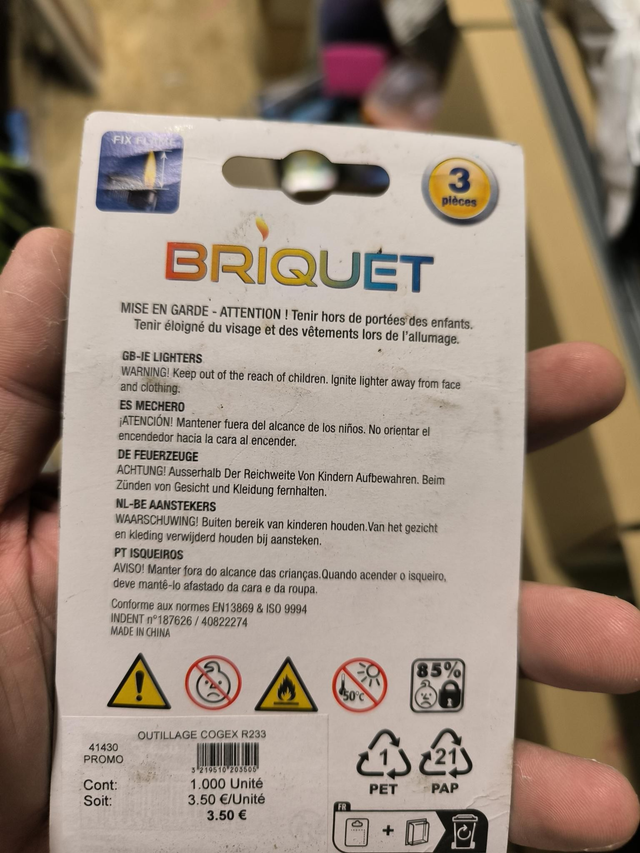 FIX FLAME
3
pièces
BRIQUET
MISE EN GARDE - ATTENTION ! Tenir hors de portées des enfants.
Tenir éloigné du visage et des vêtements lors de l'allumage.
GB-IE LIGHTERS
WARNING! Keep out of the reach of children. Ignite lighter away from face
and clothing.
ES MECHERO
¡ATENCIÓN! Mantener fuera del alcance de los niños. No orientar el
encendedor hacia la cara al encender.
DE FEUERZEUGE
ACHTUNG! Ausserhalb Der Reichweite Von Kindern Aufbewahren. Beim
Zünden von Gesicht und Kleidung fernhalten.
NL-BE AANSTEKERS
WAARSCHUWING! Buiten bereik van kinderen houden.Van het gezicht
en kleding verwijderd houden bij aansteken.
PT ISQUEIROS
AVISO! Manter fora do alcance das crianças.Quando acender o isqueiro,
deve mantê-lo afastado da cara e da roupa.
Conforme aux normes EN13869 & ISO 9994
INDENT n°187626 / 40822274
MADE IN CHINA
50°c
85%
OUTILLAGE COGEX R233
41430
PROMO
3 219510 203505
Cont: 1.000 Unité
Soit: 3.50 €/Unité
3.50 €
1
PET
21
PAP
FR
+